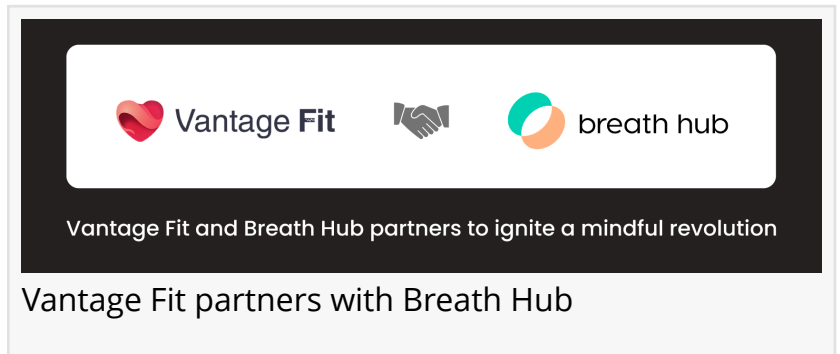 Vantage Fit
breath hub
Vantage Fit and Breath Hub partners to ignite a mindful revolution
Vantage Fit partners with Breath Hub